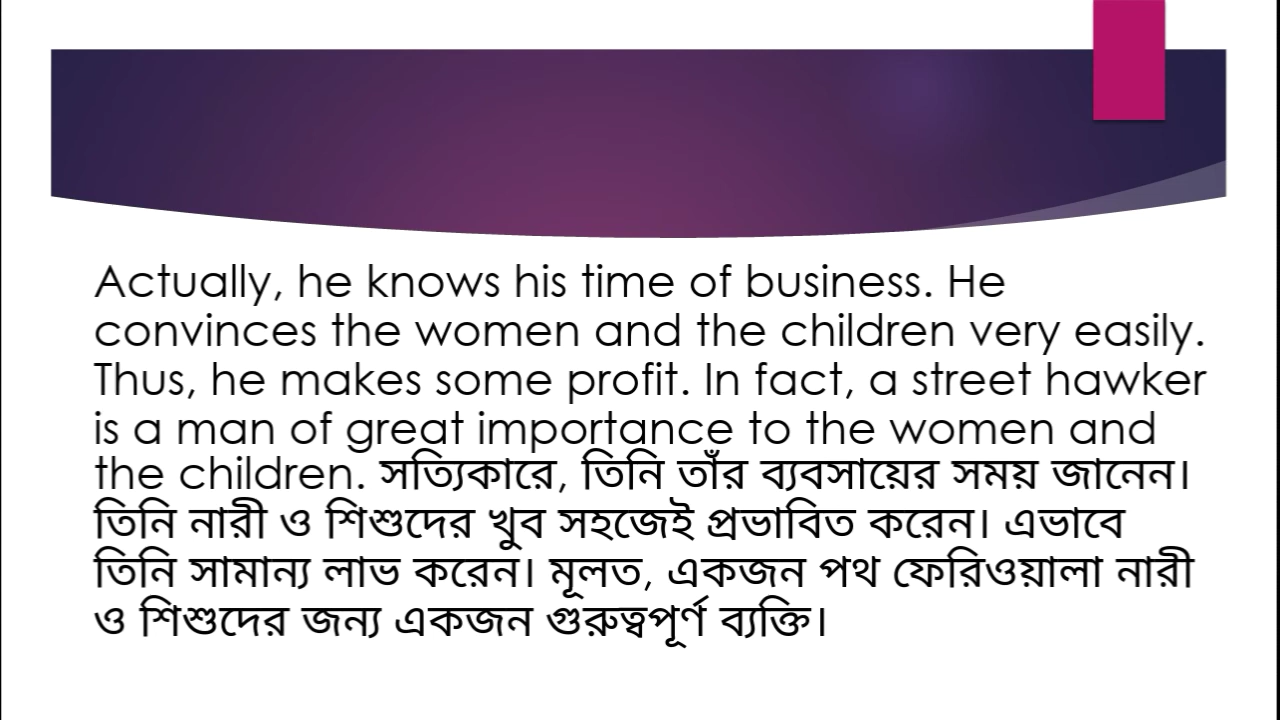 Actually, he knows his time of business. He
convinces the women and the children very easily.
Thus, he makes some profit. In fact, a street hawker
is a man of great importance to the women and
the children. সত্যিকারে, তিনি তাঁর ব্যবসায়ের সময় জানেন।
তিনি নারী ও শিশুদের খুব সহজেই প্রভাবিত করেন। এভাবে
তিনি সামান্য লাভ করেন। মূলত, একজন পথ ফেরিওয়ালা নারী
ও শিশুদের জন্য একজন গুরুত্বপূর্ণ ব্যক্তি।